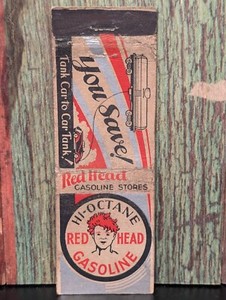 Tank Car to Car Tank!
You Save!
Red Head
GASOLINE STORES
HI-OCTANE
RED HEAD
GASOLINE